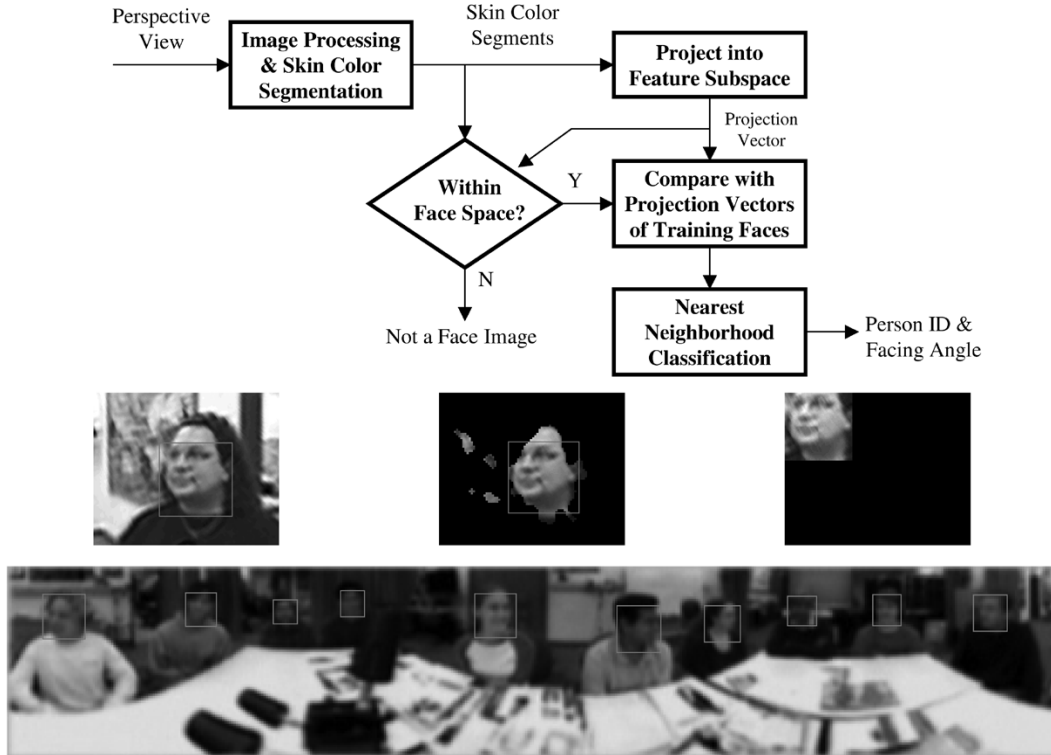 Perspective
View
Image Processing
& Skin Color
Segmentation
Skin Color
Segments
Project into
Feature Subspace
Projection
Vector
Within
Face Space?
Y
N
Compare with
Projection Vectors
of Training Faces
Not a Face Image
Nearest
Neighborhood
Classification
Person ID &
Facing Angle